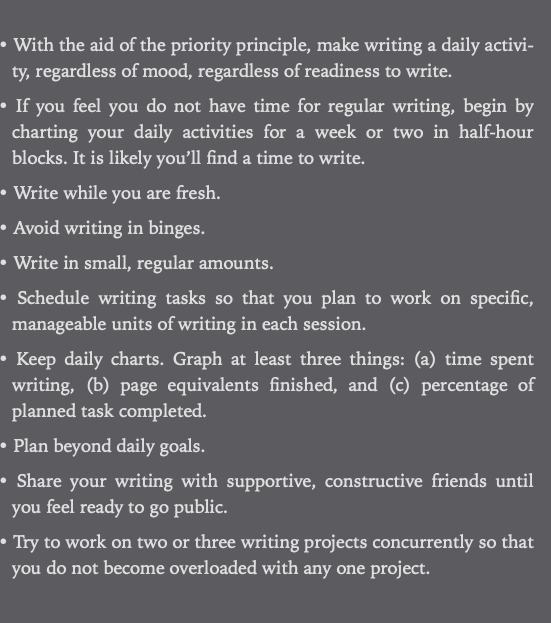 • With the aid of the priority principle, make writing a daily activi-
ty, regardless of mood, regardless of readiness to write.
• If you feel you do not have time for regular writing, begin by
charting your daily activities for a week or two in half-hour
blocks. It is likely you’ll find a time to write.
• Write while you are fresh.
• Avoid writing in binges.
• Write in small, regular amounts.
• Schedule writing tasks so that you plan to work on specific,
manageable units of writing in each session.
• Keep daily charts. Graph at least three things: (a) time spent
writing, (b) page equivalents finished, and (c) percentage of
planned task completed.
• Plan beyond daily goals.
• Share your writing with supportive, constructive friends until
you feel ready to go public.
• Try to work on two or three writing projects concurrently so that
you do not become overloaded with any one project.